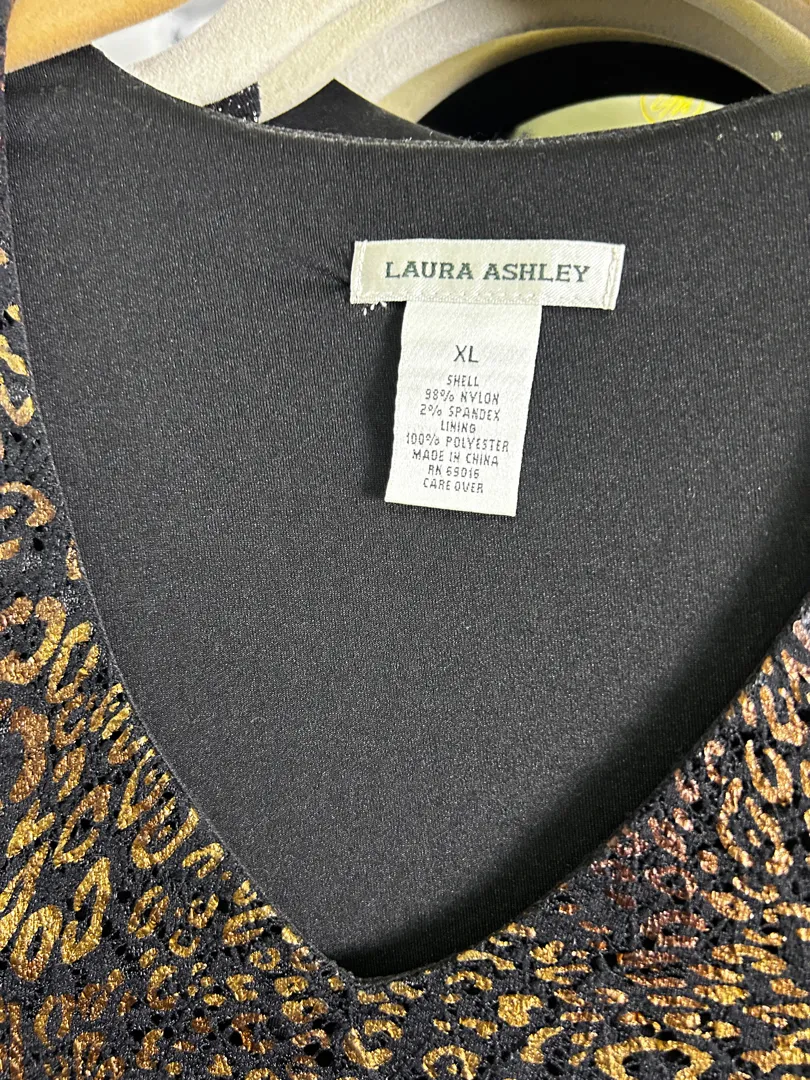 LAURA ASHLEY
XL
SHELL
98% NYLON
2% SPANDEX
LINING
100% POLYESTER
MADE IN CHINA
RN 69016
CARE OVER